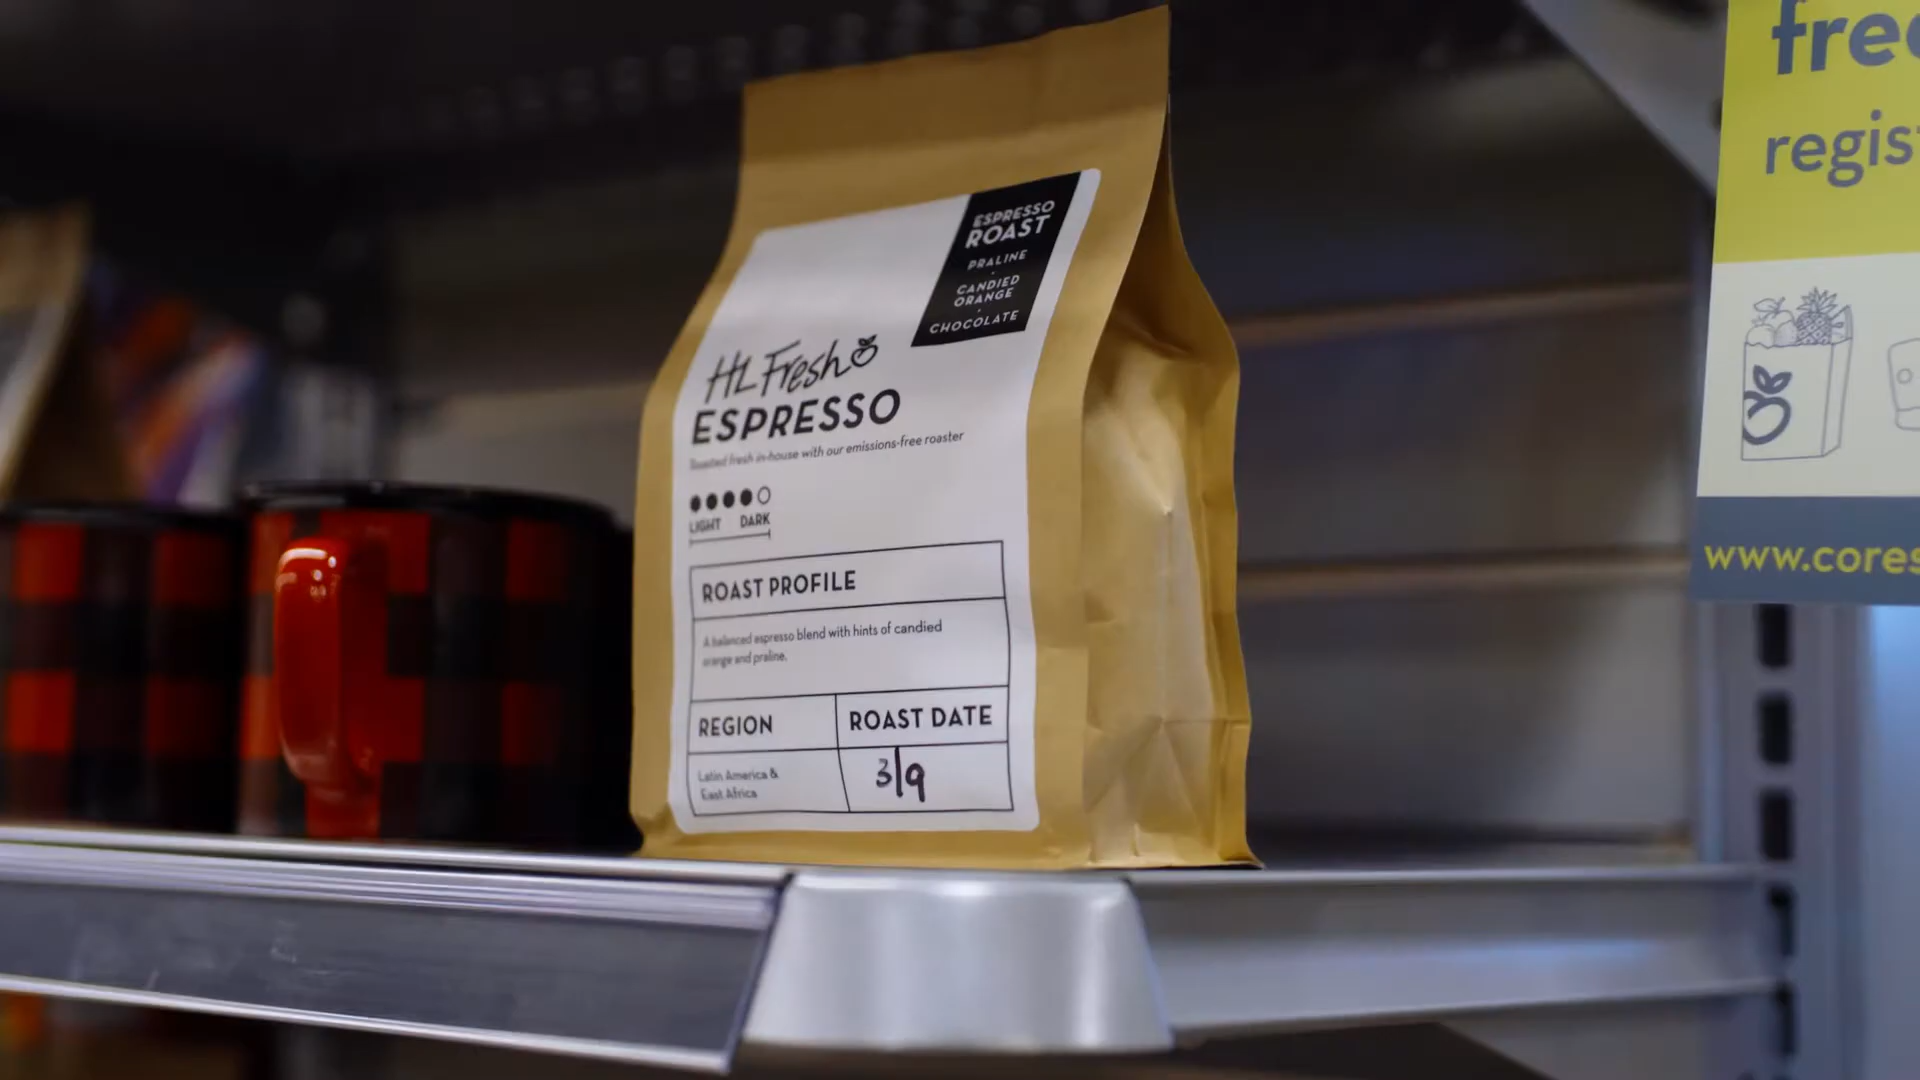 ESPRESSO
ROAST
PRALINE
CANDIED
ORANGE
CHOCOLATE
HL Fresh
ESPRESSO
Roasted fresh in-house with our emissions-free roaster
LIGHT DARK
ROAST PROFILE
A balanced espresso blend with hints of candied
orange and praline.
REGION
ROAST DATE
Latin America &
East Africa
3/9
regis
www.cores